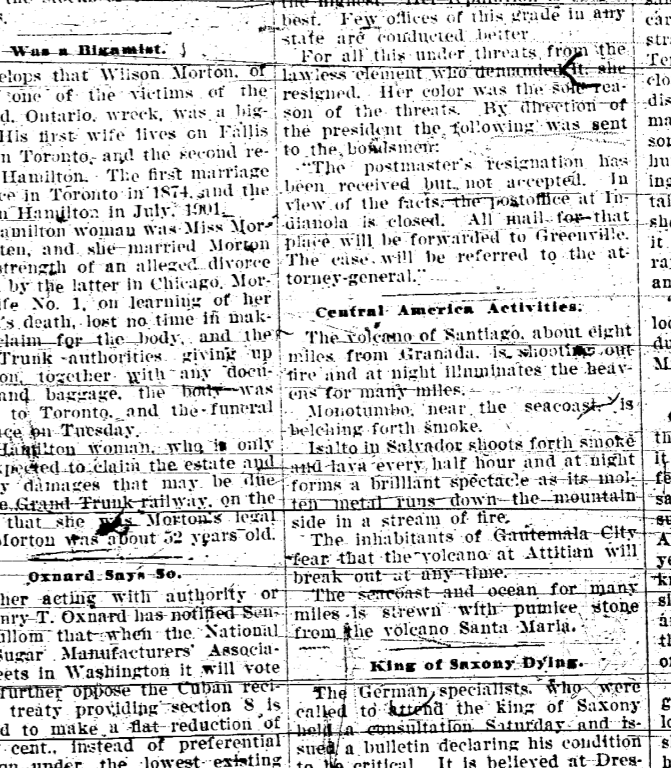 Was a Bigamist.
elops that Wilson Morton, of
one of the victims of the
d, Ontario, wreck, was a big-
His first wife lives on Fallis
n Toronto, and the second re-
Hamilton. The first marriage
ce in Toronto in 1874, and the
n Hamilton in July, 1901.
amilton woman was Miss Mor-
ten, and she married Morton
trength of an alleged divorce
by the latter in Chicago. Mor-
ife No. 1, on learning of her
's death, lost no time in mak-
claim for the body, and the
Trunk authorities giving up
on, together with any docu-
and baggage, the body was
to Toronto, and the funeral
ce on Tuesday.
Hamilton woman, who is only
xpected to claim the estate and
y damages that may be due
e Grand Trunk railway, on the
that she was Morton's legal
Morton was about 52 years old.
Oxnard Says So.
her acting with authority or
nry T. Oxnard has notified Sen-
ullom that when the National
Sugar Manufacturers' Associa-
eets in Washington it will vote
further oppose the Cuban reci-
treaty providing section 8 is
d to make a flat reduction of
cent., instead of preferential
under the lowest existing
best. Few offices of this grade in any
state are conducted better
For all this under threats from the
lawless element who demanded it, she
resigned. Her color was the sole rea-
son of the threats. By direction of
the president the following was sent
to the bondsmen:
"The postmaster's resignation has
been received but not accepted. In
view of the facts, the postoffice at In-
dianola is closed. All mail for that
place will be forwarded to Greenville.
The case will be referred to the at-
torney-general."
Central America Activities.
The volcano of Santiago, about eight
miles from Granada, is shooting out
fire and at night illuminates the heav-
ens for many miles.
Monotumbo, near the seacoast, is
belching forth smoke.
Isalto in Salvador shoots forth smoke
and lava every half hour and at night
forms a brilliant spectacle as its mol-
ten metal runs down the mountain
side in a stream of fire.
The inhabitants of Gautemala City
fear that the volcano at Attitian will
break out at any time.
The seacoast and ocean for many
miles is strewn with pumice stone
from the volcano Santa Maria.
King of Saxony Dying.
The German specialists, who were
called to attend the king of Saxony
held a consultation Saturday and is-
sued a bulletin declaring his condition
to be critical. It is believed at Dres-